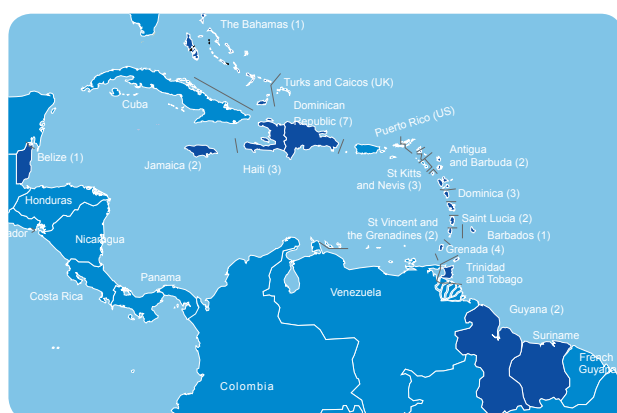 The Bahamas (1)
Turks and Caicos (UK)
Cuba
Dominican
Republic (7)
Puerto Rico (US)
Antigua
and Barbuda (2)
Belize (1)
Jamaica (2)
Haiti (3)
St Kitts
and Nevis (3)
Dominica (3)
Honduras
St Vincent and
the Grenadines (2)
Saint Lucia (2)
Barbados (1)
ador
Nicaragua
Grenada (4)
Trinidad
and Tobago
Panama
Costa Rica
Venezuela
Guyana (2)
Suriname
French
Guyana
Colombia